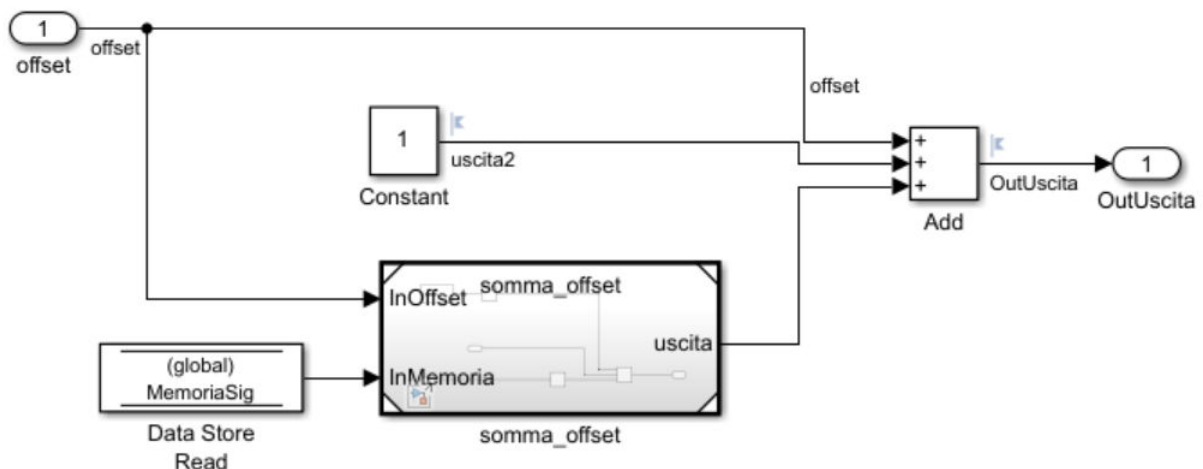 1
offset
offset
offset
1
uscita2
Constant
+
+
+
Add
OutUscita
1
OutUscita
somma_offset
InOffset
uscita
InMemoria
somma_offset
(global)
MemoriaSig
Data Store
Read